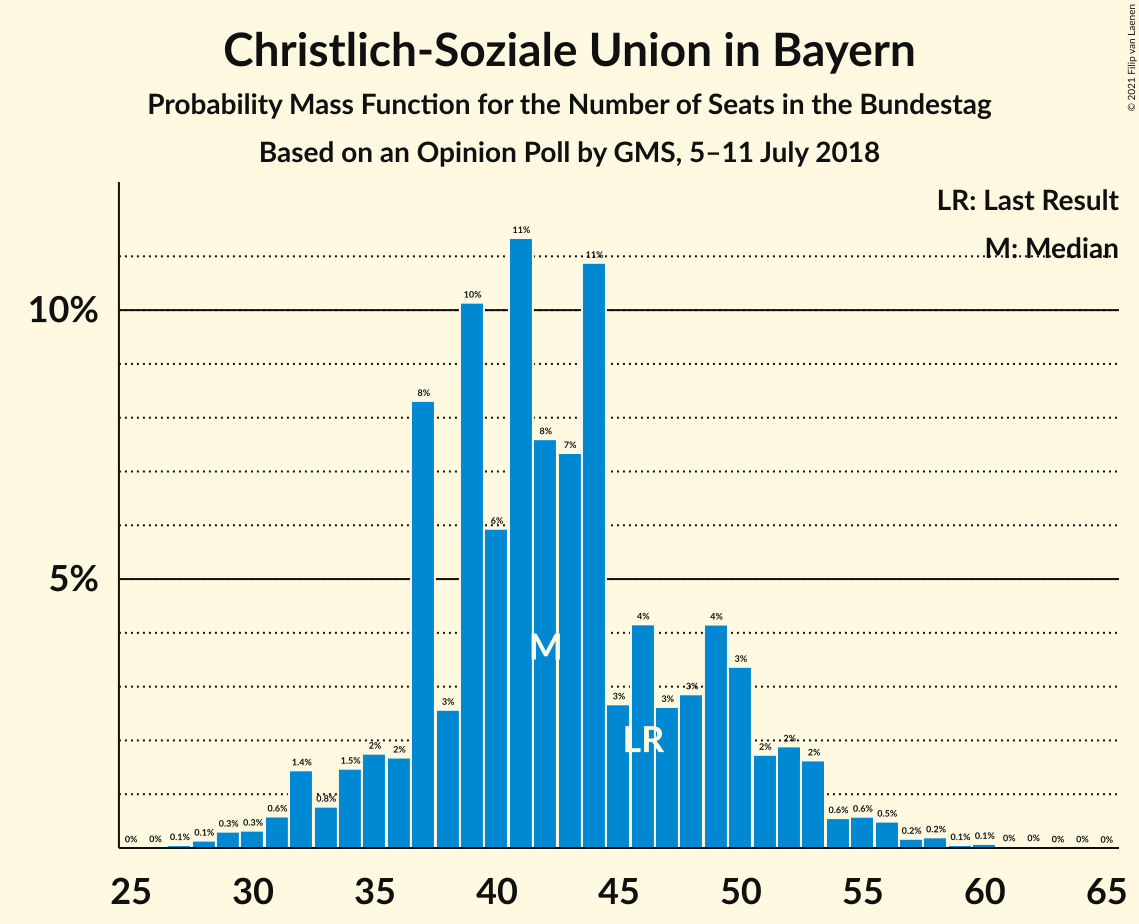 Christlich-Soziale Union in Bayern
Probability Mass Function for the Number of Seats in the Bundestag
Based on an Opinion Poll by GMS, 5–11 July 2018
© 2021 Filip van Laenen
LR: Last Result
M: Median
10%
5%
0% 0% 0.1% 0.1% 0.3% 0.3% 0.6% 1.4% 0.8% 1.5% 2% 2% 8% 3% 10% 6% 11% 8% 7% 11% 3% 4% 3% 3% 4% 3% 2% 2% 2% 0.6% 0.6% 0.5% 0.2% 0.2% 0.1% 0.1% 0% 0% 0% 0% 0%
M
LR
25 30 35 40 45 50 55 60 65